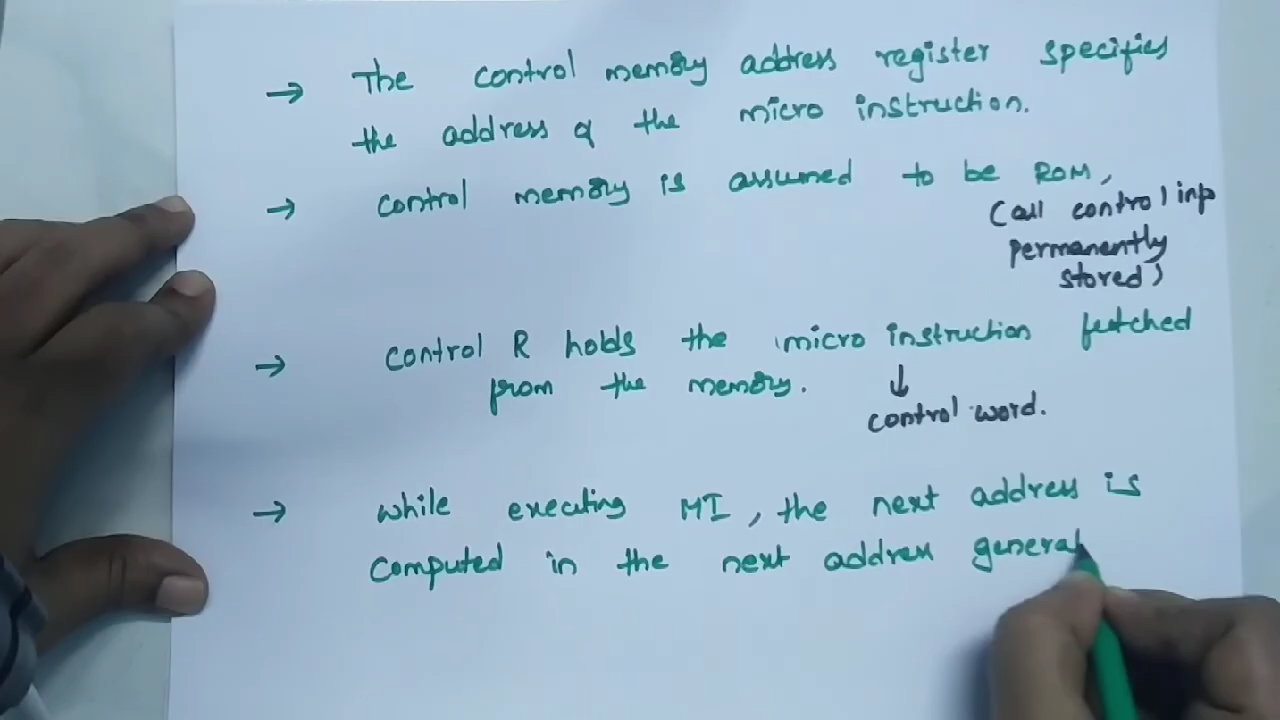 → The control memory address register specifies
the address of the micro instruction.
→ control memory is assumed to be ROM,
(all control info
permanently
stored)
→ control R holds the micro instruction fetched
from the memory.
↓
control word.
→ while executing MI, the next address is
computed in the next address generat